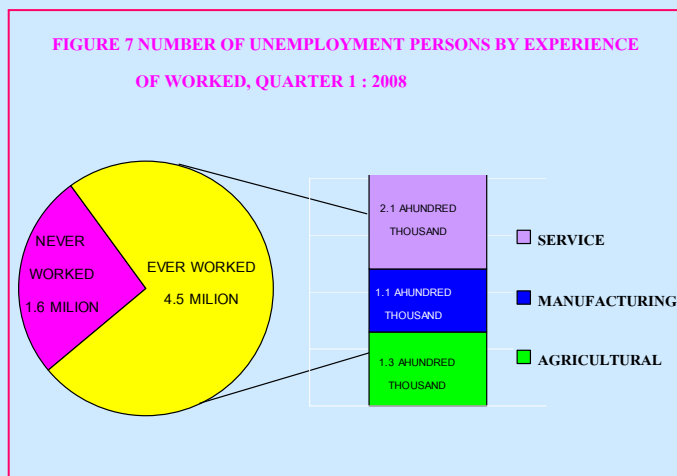 FIGURE 7 NUMBER OF UNEMPLOYMENT PERSONS BY EXPERIENCE
OF WORKED, QUARTER 1 : 2008
NEVER
WORKED
1.6 MILION
EVER WORKED
4.5 MILION
2.1 AHUNDRED
THOUSAND
1.1 AHUNDRED
THOUSAND
1.3 AHUNDRED
THOUSAND
SERVICE
MANUFACTURING
AGRICULTURAL